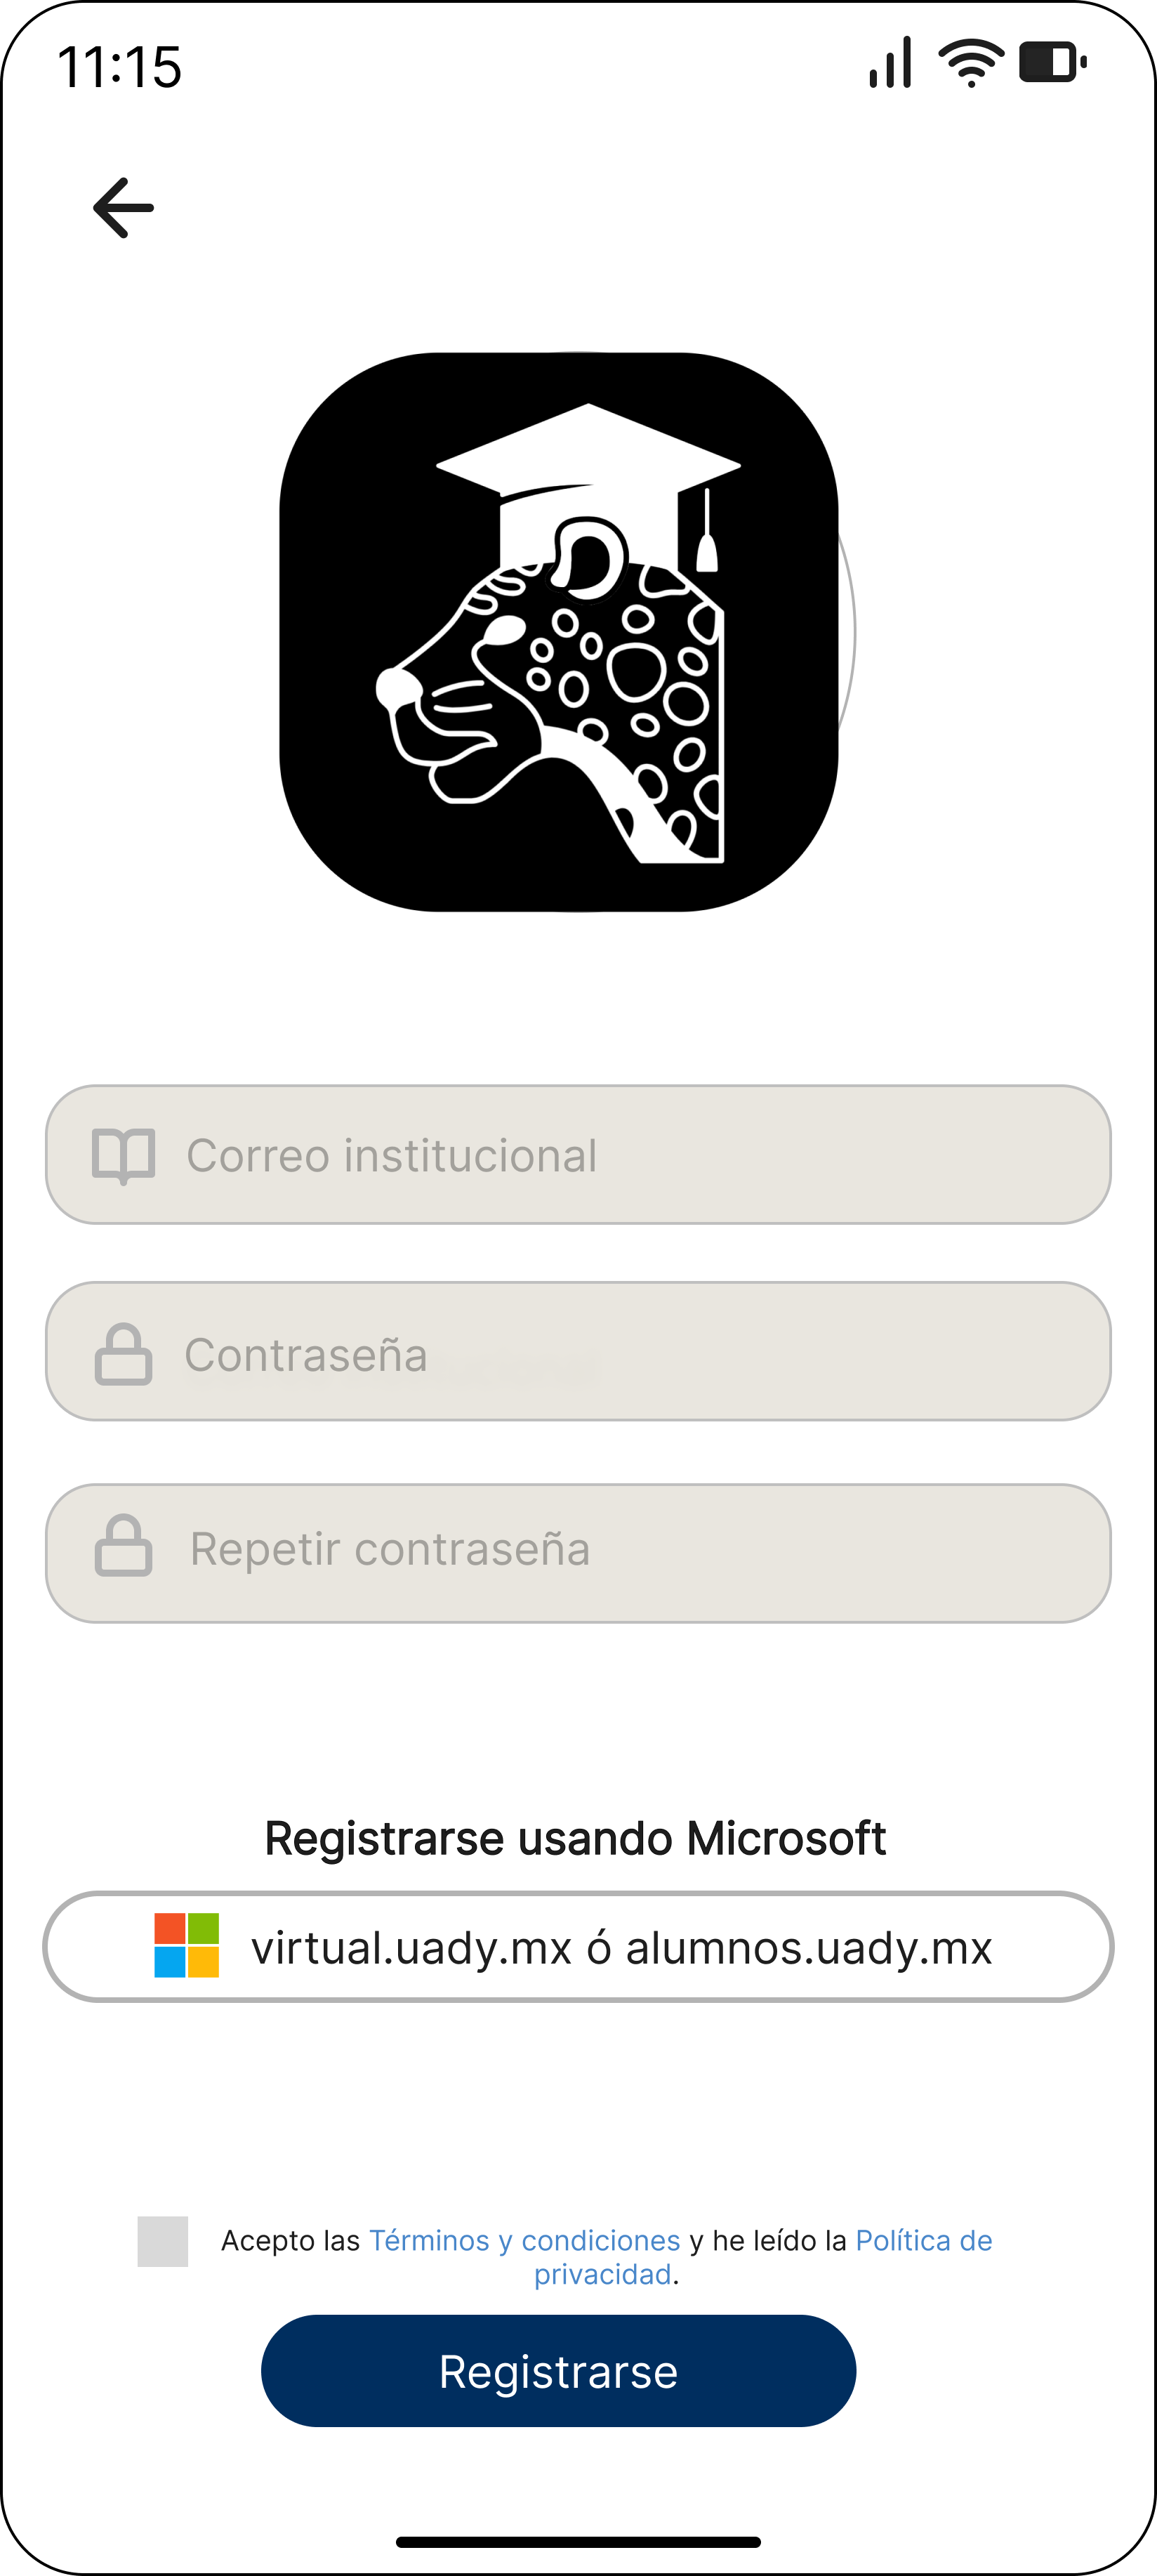 11:15
Correo institucional
Contraseña
Repetir contraseña
Registrarse usando Microsoft
virtual.uady.mx ó alumnos.uady.mx
Acepto las Términos y condiciones y he leído la Política de
privacidad.
Registrarse